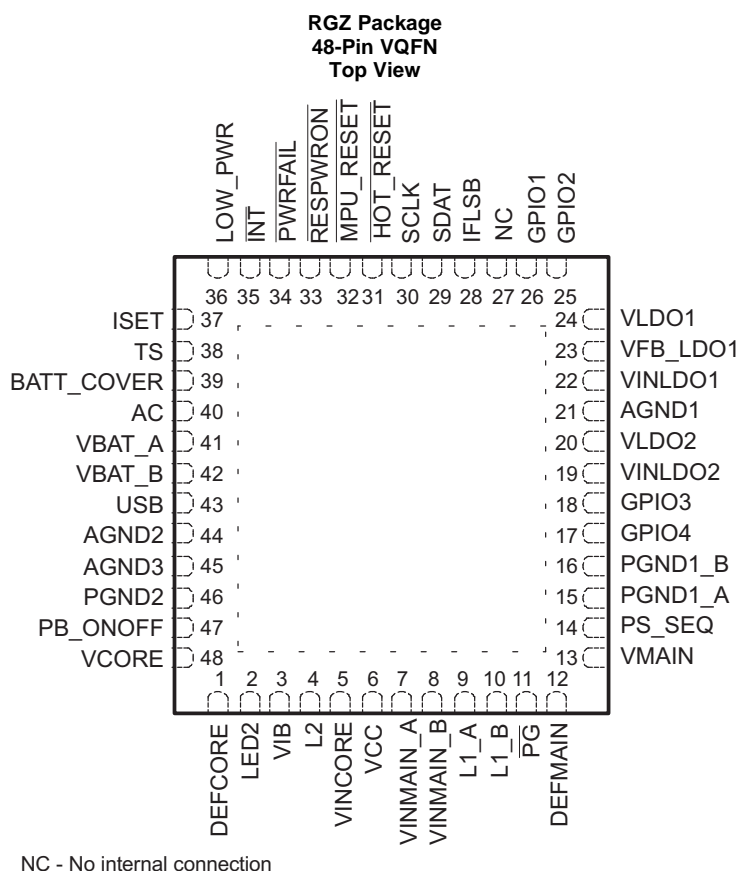 RGZ Package
48-Pin VQFN
Top View
LOW_PWR
INT
PWRFAIL
RESPWRON
MPU_RESET
HOT_RESET
SCLK
SDAT
IFLSB
NC
GPIO1
GPIO2
36 35 34 33 32 31 30 29 28 27 26 25
ISET 37
TS 38
BATT_COVER 39
AC 40
VBAT_A 41
VBAT_B 42
USB 43
AGND2 44
AGND3 45
PGND2 46
PB_ONOFF 47
VCORE 48
24 VLDO1
23 VFB_LDO1
22 VINLDO1
21 AGND1
20 VLDO2
19 VINLDO2
18 GPIO3
17 GPIO4
16 PGND1_B
15 PGND1_A
14 PS_SEQ
13 VMAIN
1 2 3 4 5 6 7 8 9 10 11 12
DEFCORE
LED2
VIB
L2
VINCORE
VCC
VINMAIN_A
VINMAIN_B
L1_A
L1_B
PG
DEFMAIN
NC - No internal connection